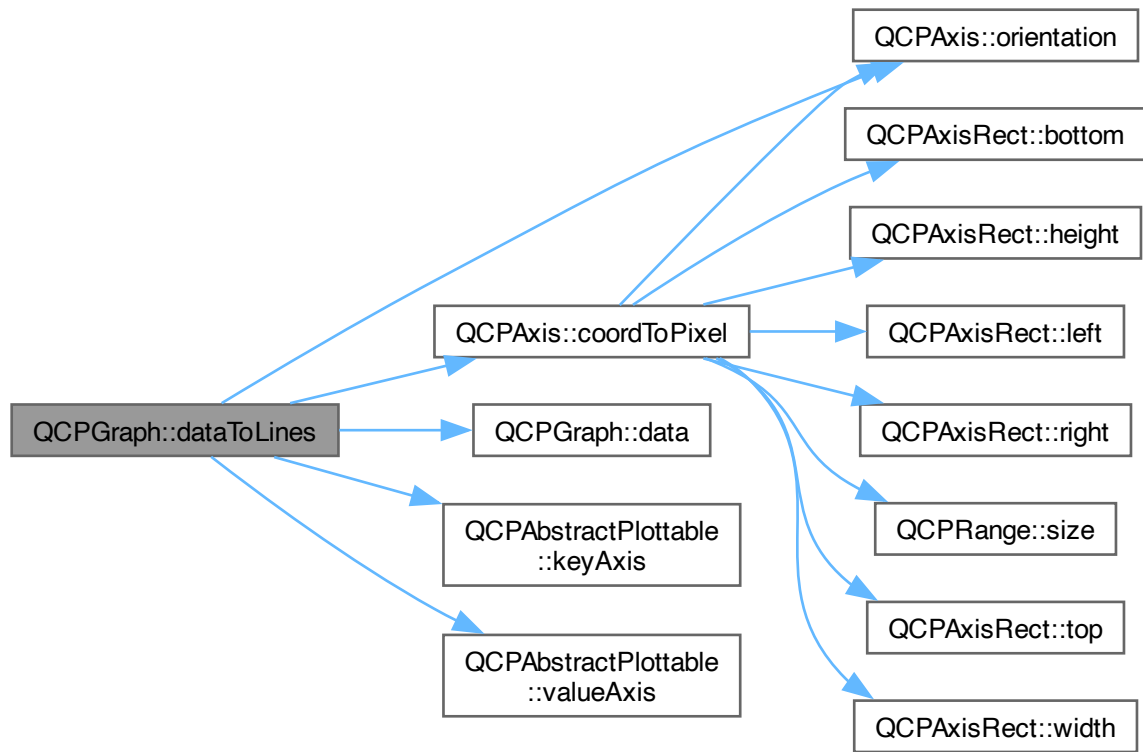 QCPAxis::orientation
QCPAxisRect::bottom
QCPAxisRect::height
QCPAxis::coordToPixel
QCPAxisRect::left
QCPGraph::dataToLines
QCPGraph::data
QCPAxisRect::right
QCPAbstractPlottable
::keyAxis
QCPRange::size
QCPAxisRect::top
QCPAbstractPlottable
::valueAxis
QCPAxisRect::width